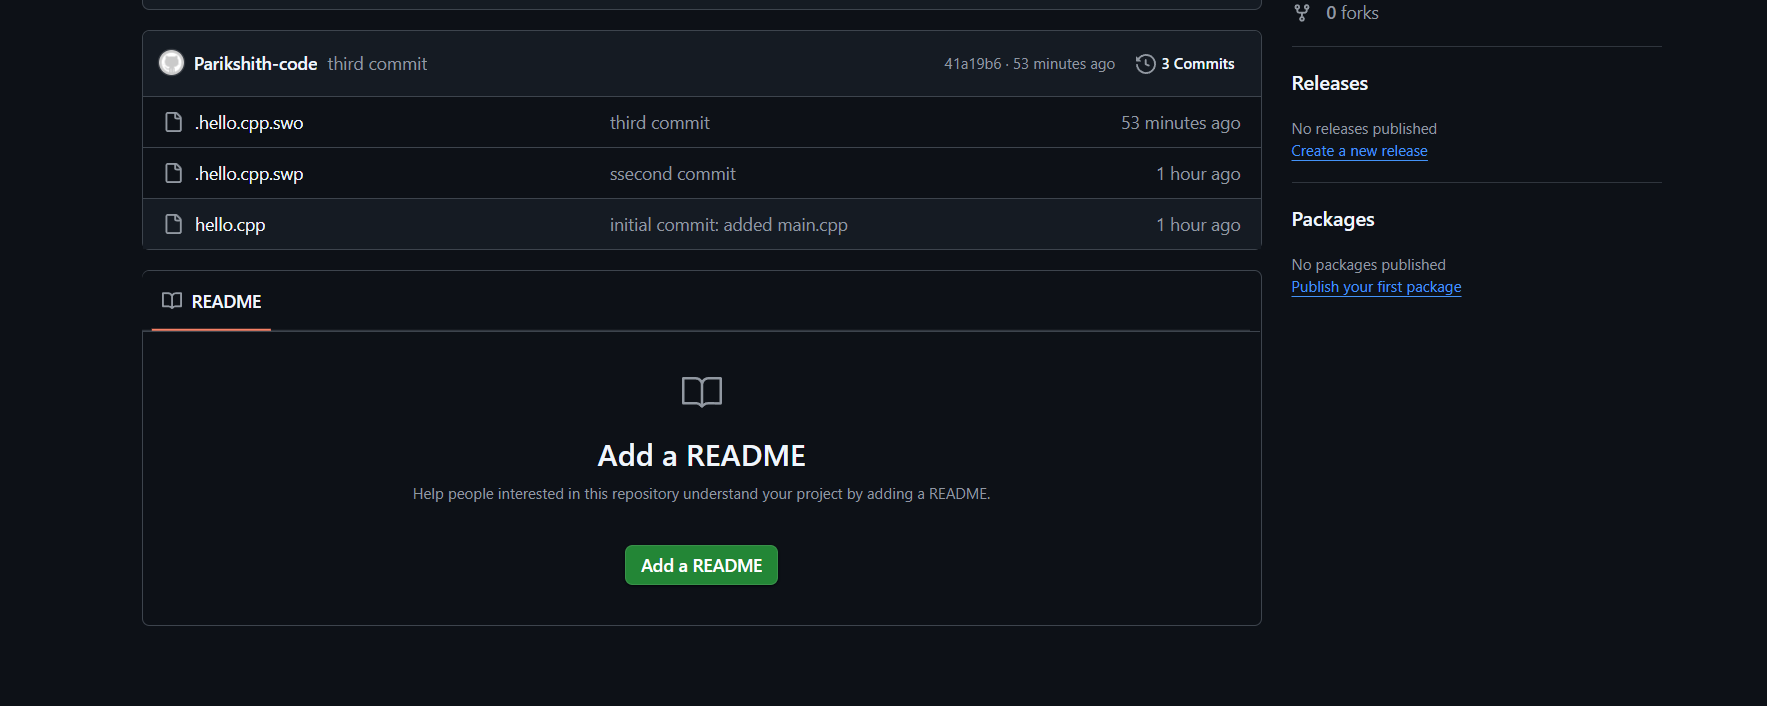 0 forks
Parikshith-code third commit 41a19b6 · 53 minutes ago 3 Commits
.hello.cpp.swo third commit 53 minutes ago
.hello.cpp.swp ssecond commit 1 hour ago
hello.cpp initial commit: added main.cpp 1 hour ago
README
Add a README
Help people interested in this repository understand your project by adding a README.
Add a README
Releases
No releases published
Create a new release
Packages
No packages published
Publish your first package